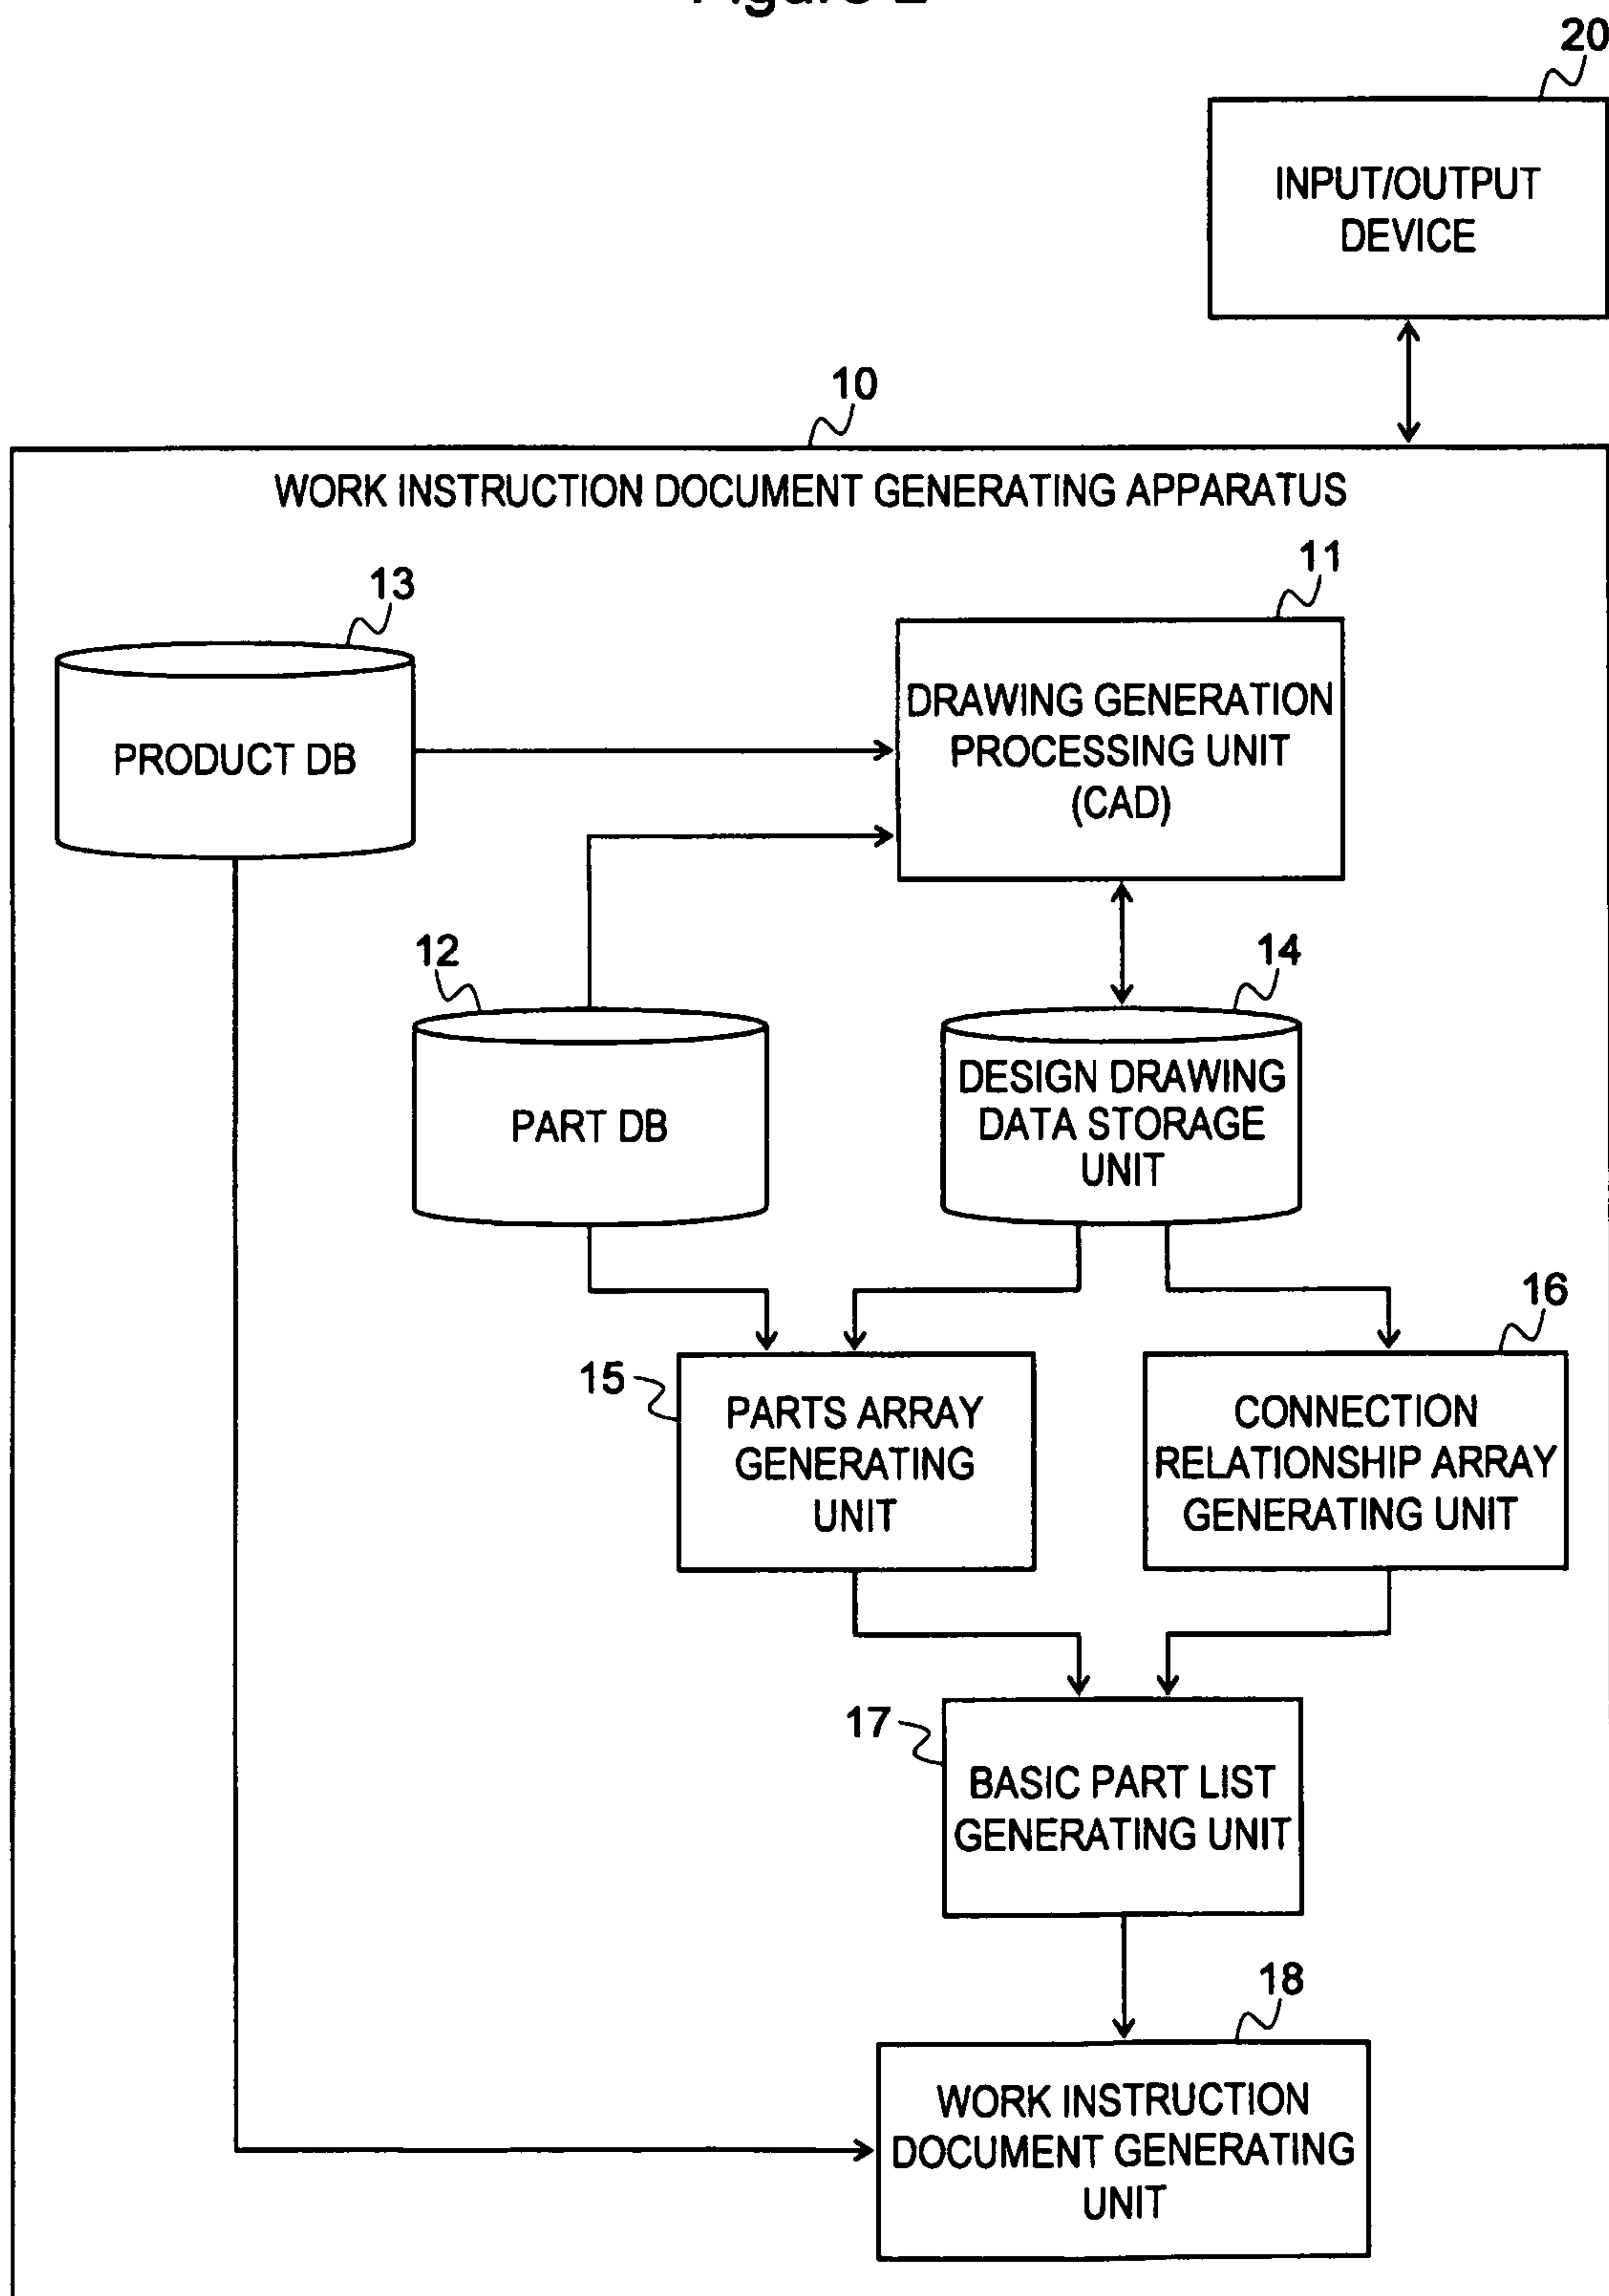 20
INPUT/OUTPUT
DEVICE
10
WORK INSTRUCTION DOCUMENT GENERATING APPARATUS
11
13
DRAWING GENERATION
PROCESSING UNIT
(CAD)
PRODUCT DB
12
14
DESIGN DRAWING
DATA STORAGE
UNIT
PART DB
16
15
PARTS ARRAY
GENERATING
UNIT
CONNECTION
RELATIONSHIP ARRAY
GENERATING UNIT
17
BASIC PART LIST
GENERATING UNIT
18
WORK INSTRUCTION
DOCUMENT GENERATING
UNIT